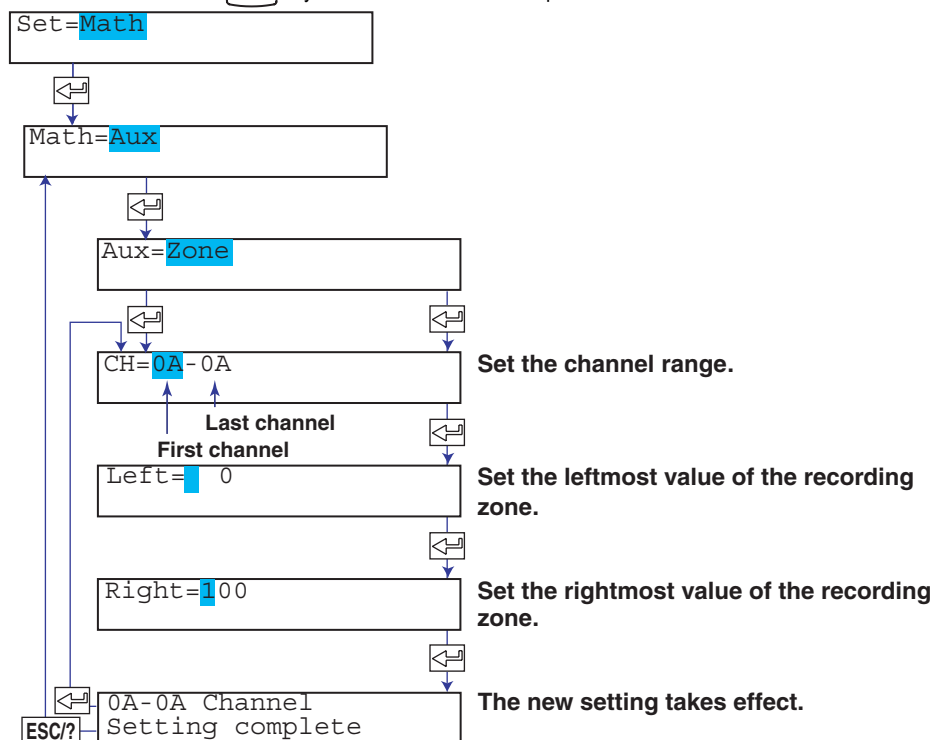 Set=Math
Math=Aux
Aux=Zone
CH=0A-0A
Set the channel range.
Last channel
First channel
Left= 0
Set the leftmost value of the recording
zone.
Right=100
Set the rightmost value of the recording
zone.
0A-0A Channel
Setting complete
The new setting takes effect.
ESC/?